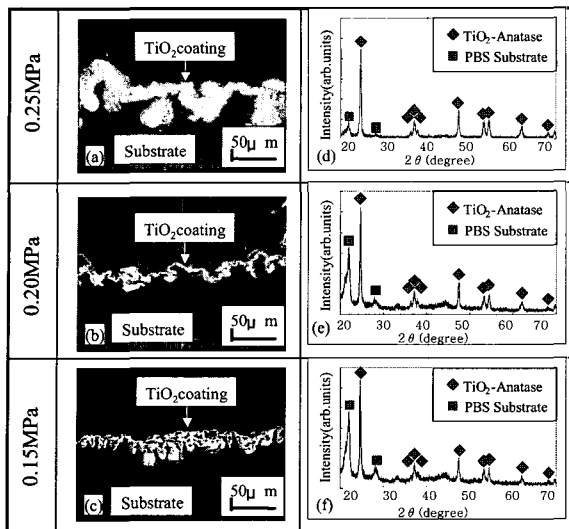 0.25MPa
TiO2coating
(a)
Substrate
50μ m
Intensity(arb.units)
TiO2-Anatase
PBS Substrate
(d)
20 30 40 50 60 70
2 θ (degree)
0.20MPa
TiO2coating
(b)
Substrate
50μ m
Intensity(arb.units)
TiO2-Anatase
PBS Substrate
(e)
20 30 40 50 60 70
2 θ (degree)
0.15MPa
TiO2coating
(c)
Substrate
50μ m
Intensity(arb.units)
TiO2-Anatase
PBS Substrate
(f)
20 30 40 50 60 70
2 θ (degree)